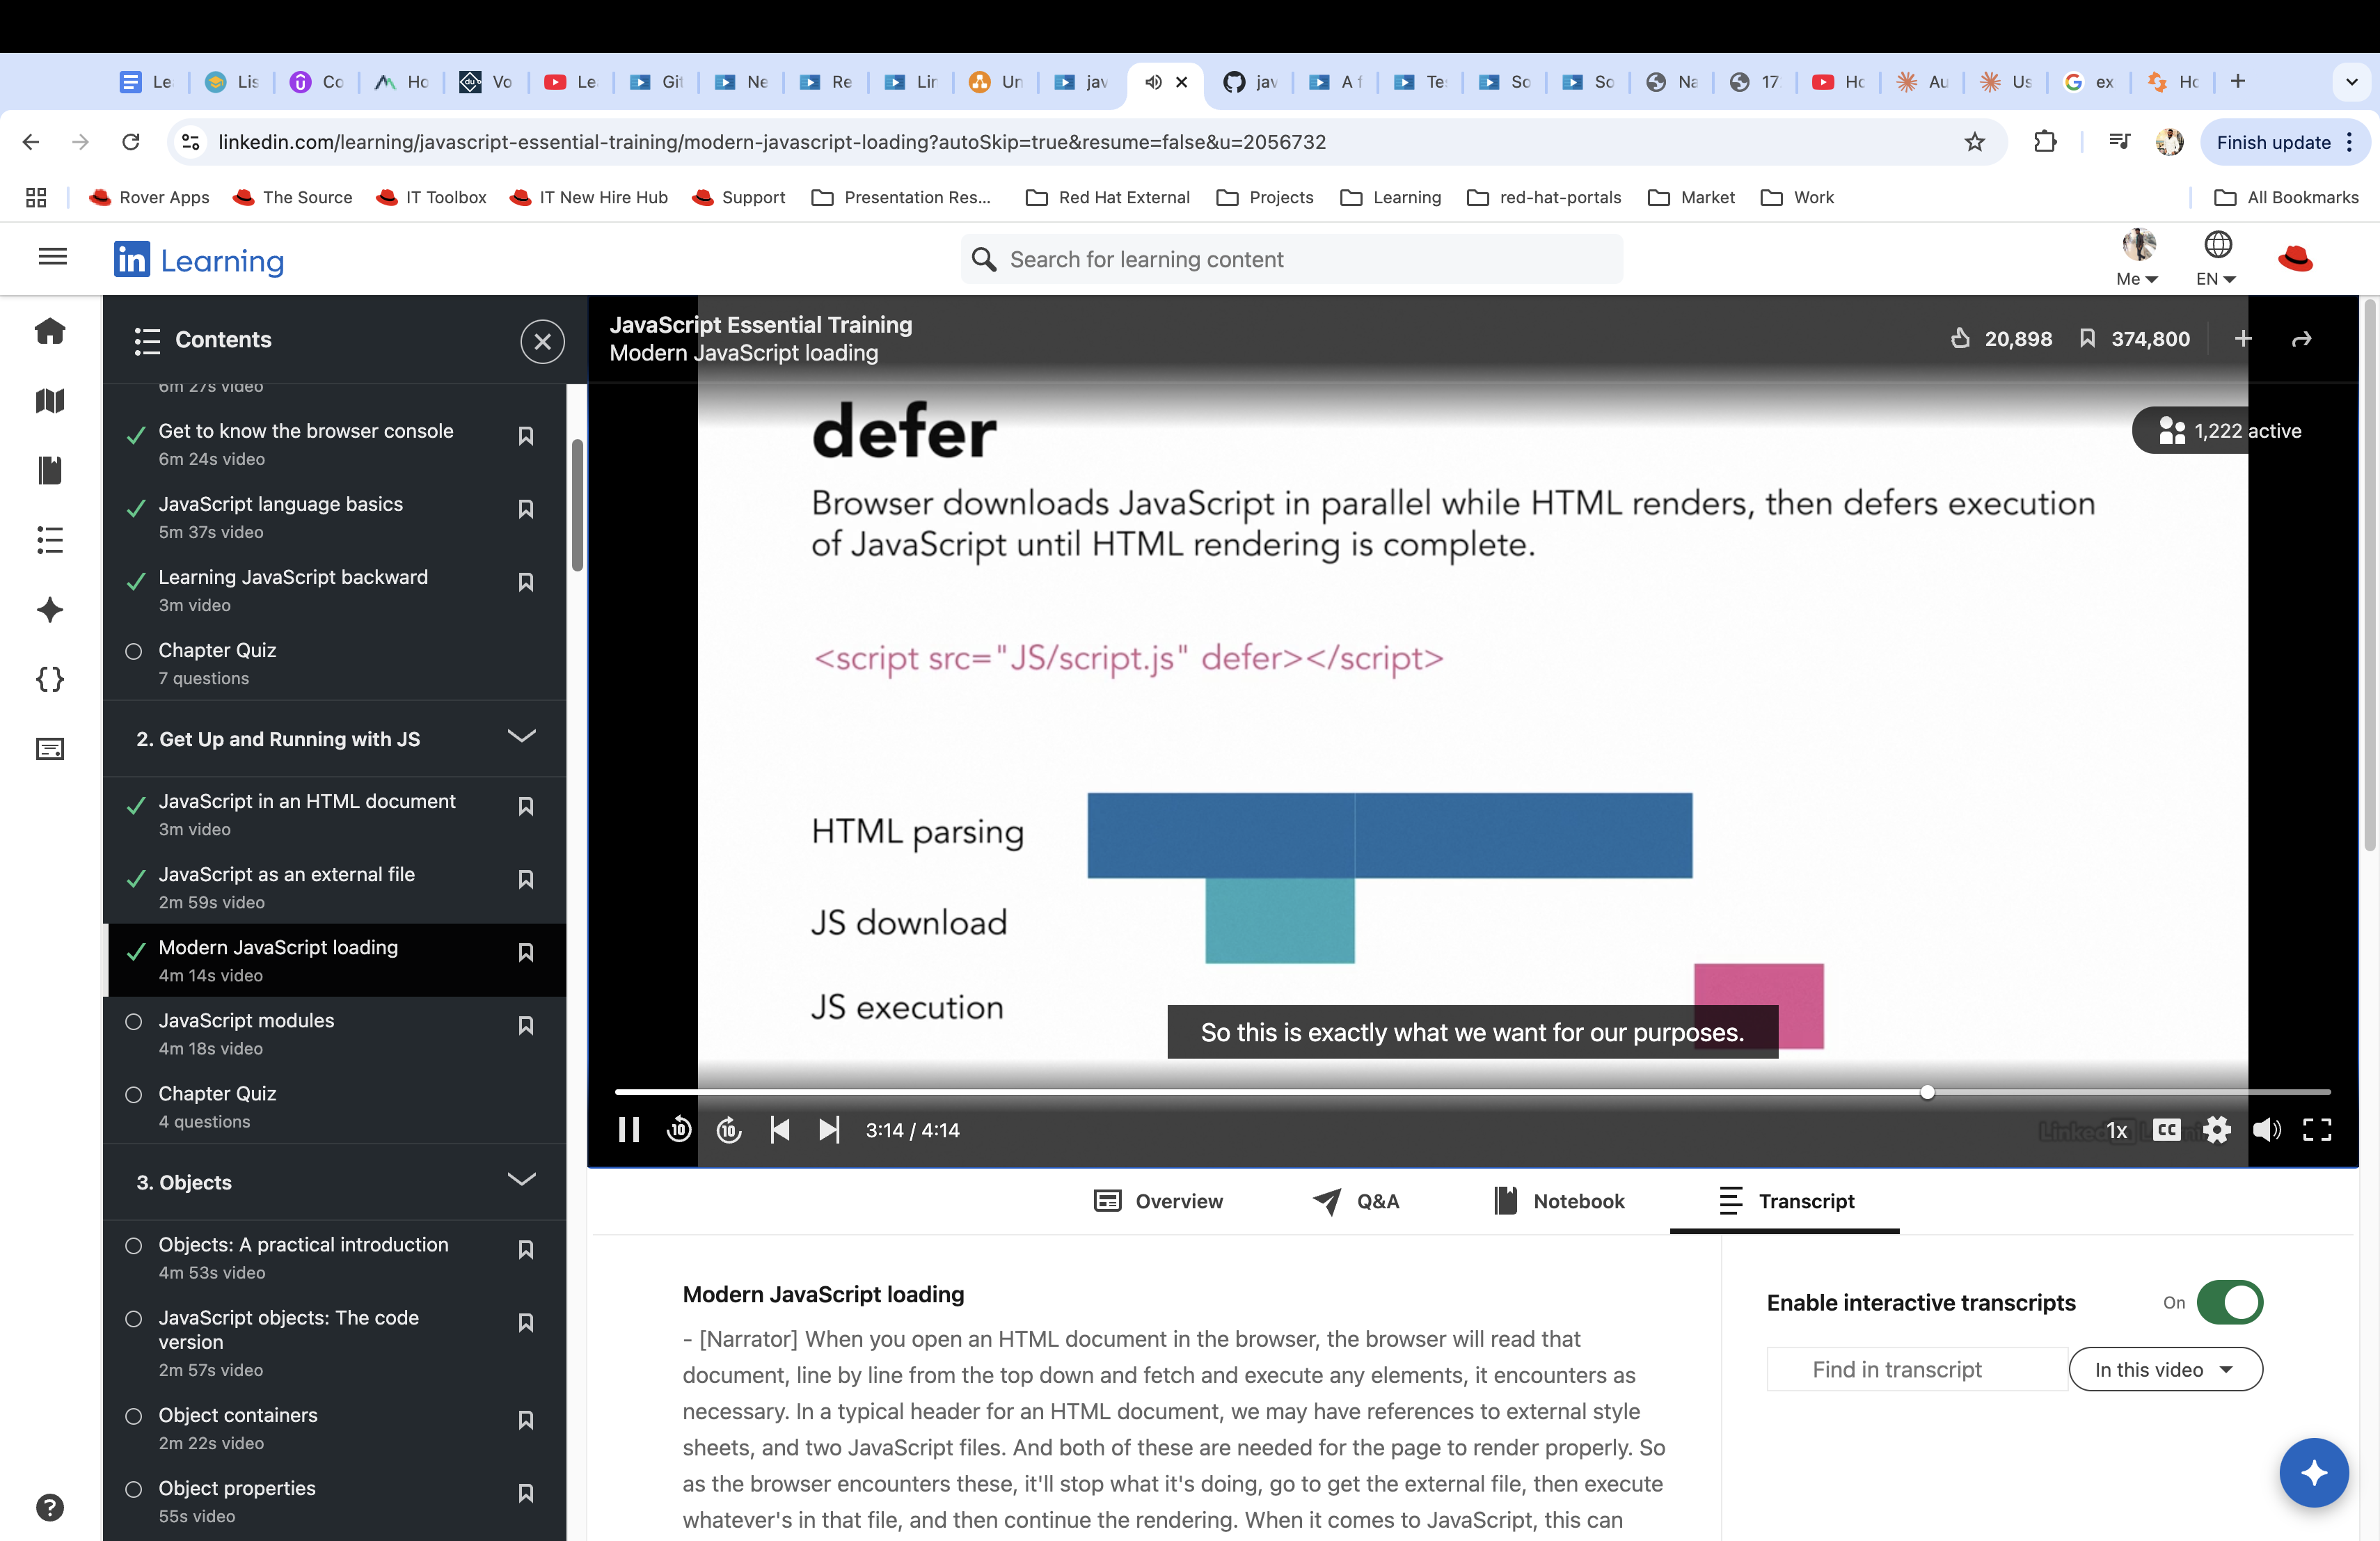 Le
Lis
Co
Ho
Vo
Le
Git
Ne
Re
Lin
Un
jav
jav
A f
Te
So
So
Na
17
Ho
Au
Us
ex
Ho
linkedin.com/learning/javascript-essential-training/modern-javascript-loading?autoSkip=true&resume=false&u=2056732
Finish update
Rover Apps
The Source
IT Toolbox
IT New Hire Hub
Support
Presentation Res...
Red Hat External
Projects
Learning
red-hat-portals
Market
Work
All Bookmarks
in Learning
Search for learning content
Me
EN
Contents
6m 27s video
Get to know the browser console
6m 24s video
JavaScript language basics
5m 37s video
Learning JavaScript backward
3m video
Chapter Quiz
7 questions
2. Get Up and Running with JS
JavaScript in an HTML document
3m video
JavaScript as an external file
2m 59s video
Modern JavaScript loading
4m 14s video
JavaScript modules
4m 18s video
Chapter Quiz
4 questions
3. Objects
Objects: A practical introduction
4m 53s video
JavaScript objects: The code
version
2m 57s video
Object containers
2m 22s video
Object properties
55s video
JavaScript Essential Training
Modern JavaScript loading
20,898
374,800
1,222 active
defer
Browser downloads JavaScript in parallel while HTML renders, then defers execution
of JavaScript until HTML rendering is complete.
<script src="JS/script.js" defer></script>
HTML parsing
JS download
JS execution
So this is exactly what we want for our purposes.
10
10
3:14 / 4:14
1x
CC
Overview
Q&A
Notebook
Transcript
Modern JavaScript loading
- [Narrator] When you open an HTML document in the browser, the browser will read that
document, line by line from the top down and fetch and execute any elements, it encounters as
necessary. In a typical header for an HTML document, we may have references to external style
sheets, and two JavaScript files. And both of these are needed for the page to render properly. So
as the browser encounters these, it'll stop what it's doing, go to get the external file, then execute
whatever's in that file, and then continue the rendering. When it comes to JavaScript, this can
Enable interactive transcripts
On
Find in transcript
In this video